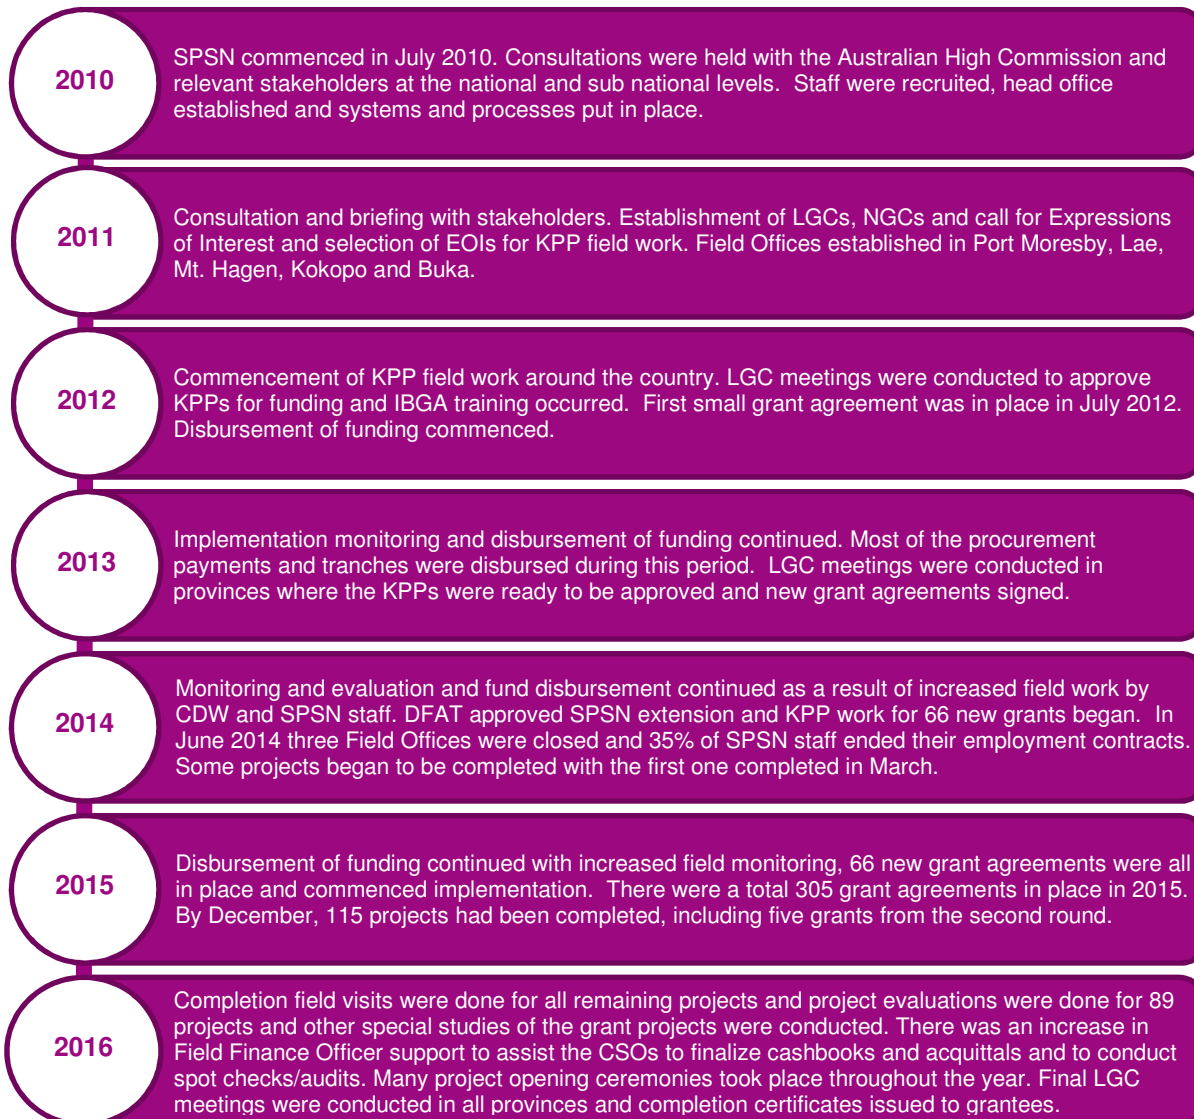 2010
SPSN commenced in July 2010. Consultations were held with the Australian High Commission and
relevant stakeholders at the national and sub national levels.  Staff were recruited, head office
established and systems and processes put in place.
2011
Consultation and briefing with stakeholders. Establishment of LGCs, NGCs and call for Expressions
of Interest and selection of EOIs for KPP field work. Field Offices established in Port Moresby, Lae,
Mt. Hagen, Kokopo and Buka.
2012
Commencement of KPP field work around the country. LGC meetings were conducted to approve
KPPs for funding and IBGA training occurred.  First small grant agreement was in place in July 2012.
Disbursement of funding commenced.
2013
Implementation monitoring and disbursement of funding continued. Most of the procurement
payments and tranches were disbursed during this period.  LGC meetings were conducted in
provinces where the KPPs were ready to be approved and new grant agreements signed.
2014
Monitoring and evaluation and fund disbursement continued as a result of increased field work by
CDW and SPSN staff. DFAT approved SPSN extension and KPP work for 66 new grants began.  In
June 2014 three Field Offices were closed and 35% of SPSN staff ended their employment contracts.
Some projects began to be completed with the first one completed in March.
2015
Disbursement of funding continued with increased field monitoring, 66 new grant agreements were all
in place and commenced implementation.  There were a total 305 grant agreements in place in 2015.
By December, 115 projects had been completed, including five grants from the second round.
2016
Completion field visits were done for all remaining projects and project evaluations were done for 89
projects and other special studies of the grant projects were conducted. There was an increase in
Field Finance Officer support to assist the CSOs to finalize cashbooks and acquittals and to conduct
spot checks/audits. Many project opening ceremonies took place throughout the year. Final LGC
meetings were conducted in all provinces and completion certificates issued to grantees.